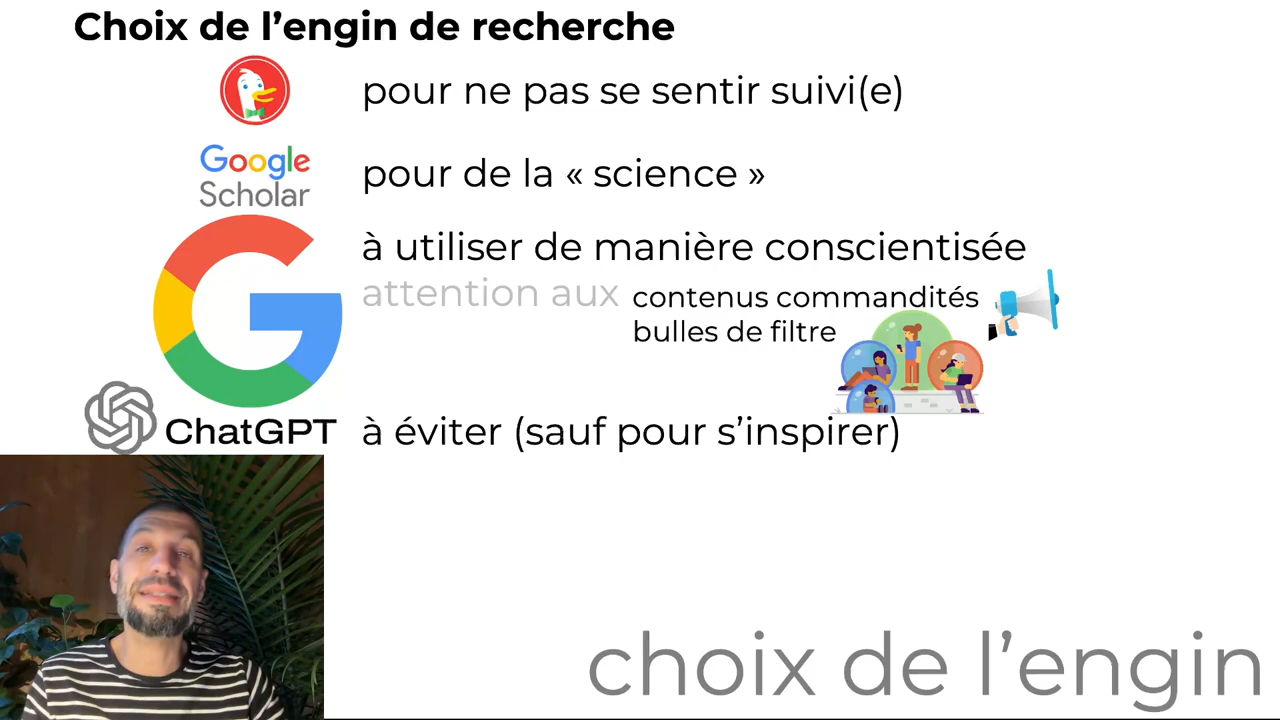 Choix de l’engin de recherche
pour ne pas se sentir suivi(e)
Google
Scholar
pour de la « science »
à utiliser de manière conscientisée
attention aux contenus commandités
bulles de filtre
ChatGPT à éviter (sauf pour s’inspirer)
choix de l’engin